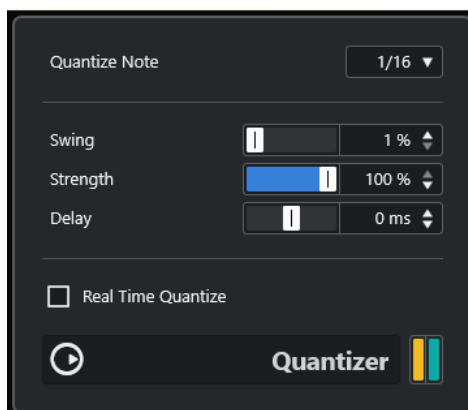 Quantize Note 1/16
Swing 1 %
Strength 100 %
Delay 0 ms
Real Time Quantize
Quantizer